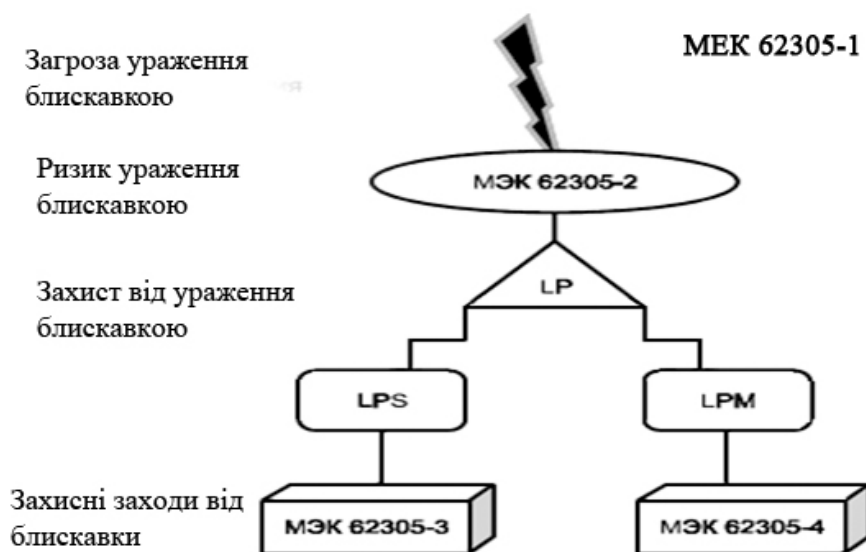 Загроза ураження
блискавкою
МЕК 62305-1
Ризик ураження
блискавкою
МЭК 62305-2
Захист від ураження
блискавкою
LP
LPS
LPM
Захисні заходи від
блискавки
МЭК 62305-3
МЭК 62305-4